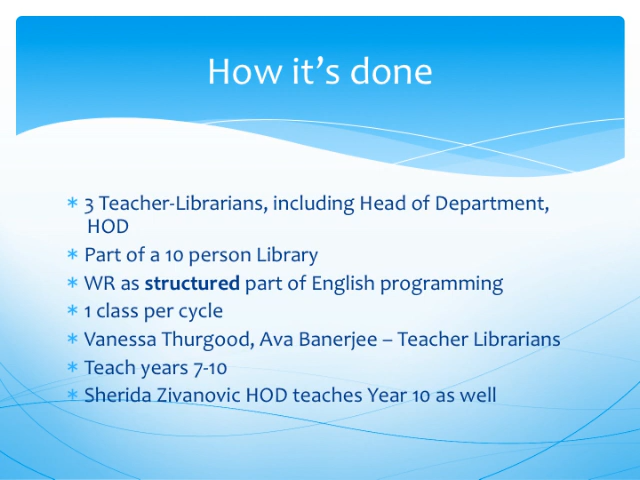 How it’s done
* 3 Teacher-Librarians, including Head of Department,
HOD
* Part of a 10 person Library
* WR as structured part of English programming
* 1 class per cycle
* Vanessa Thurgood, Ava Banerjee – Teacher Librarians
* Teach years 7-10
* Sherida Zivanovic HOD teaches Year 10 as well